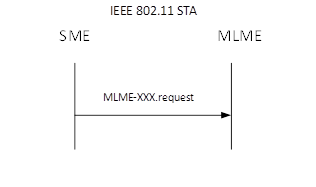 IEEE 802.11 STA
SME MLME
MLME-XXX.request